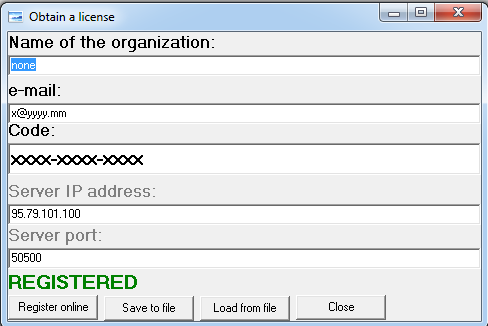 Obtain a license
Name of the organization:
none
e-mail:
x@yyyy.mm
Code:
xxxx-xxxx-xxxx
Server IP address:
95.79.101.100
Server port:
50500
REGISTERED
Register online Save to file Load from file Close